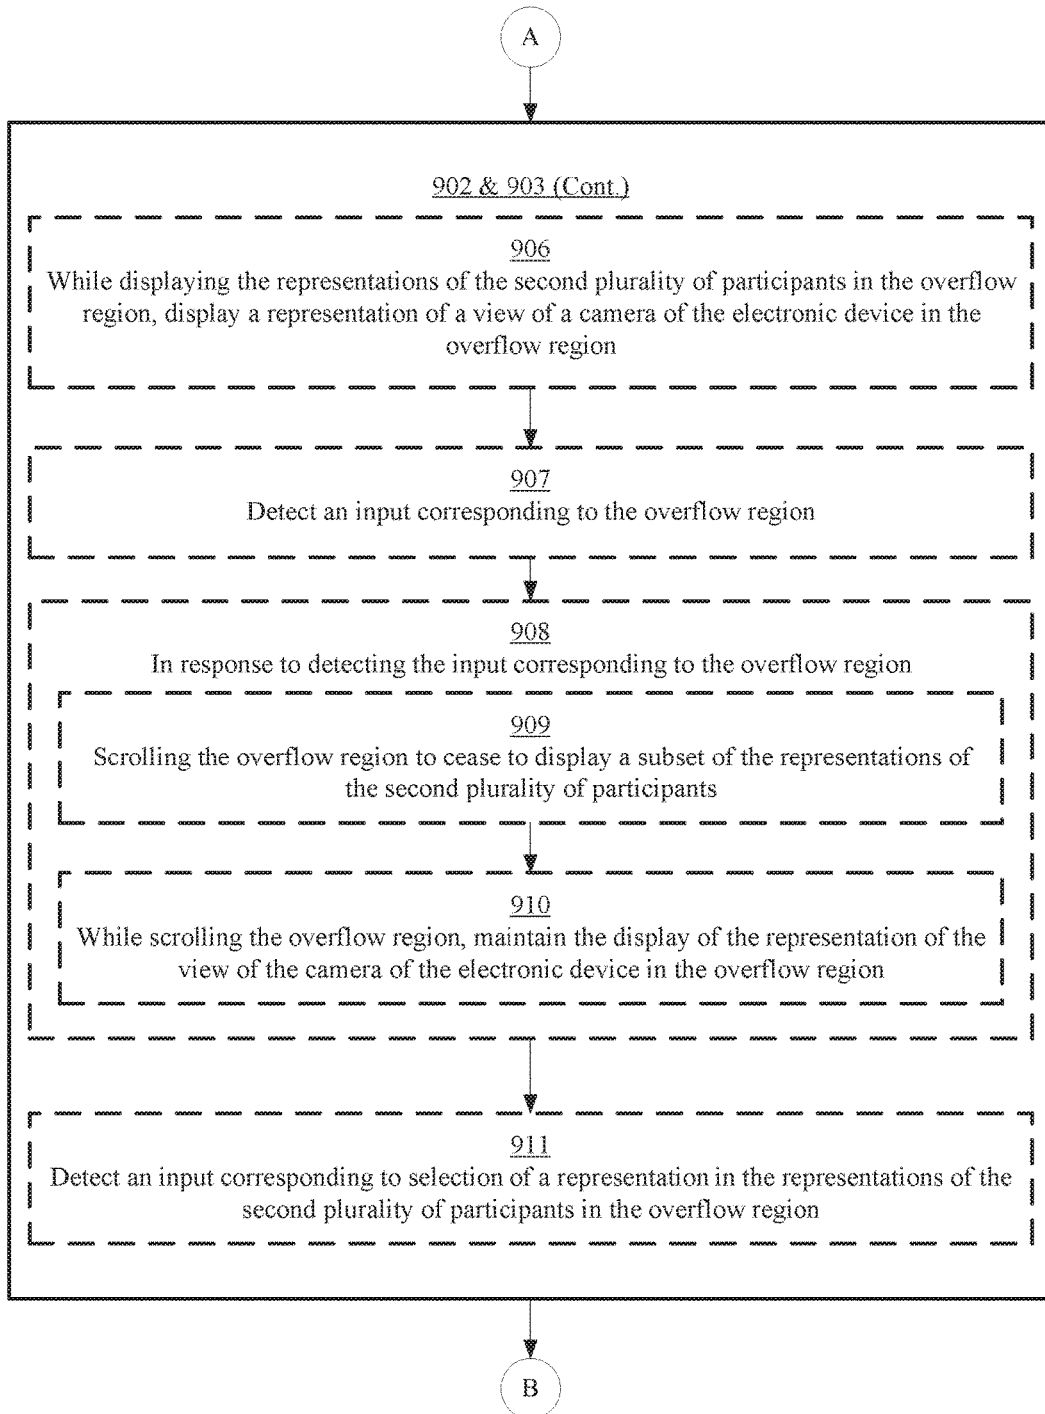 A
902 & 903 (Cont.)
906
While displaying the representations of the second plurality of participants in the overflow
region, display a representation of a view of a camera of the electronic device in the
overflow region
907
Detect an input corresponding to the overflow region
908
In response to detecting the input corresponding to the overflow region
909
Scrolling the overflow region to cease to display a subset of the representations of
the second plurality of participants
910
While scrolling the overflow region, maintain the display of the representation of the
view of the camera of the electronic device in the overflow region
911
Detect an input corresponding to selection of a representation in the representations of the
second plurality of participants in the overflow region
B